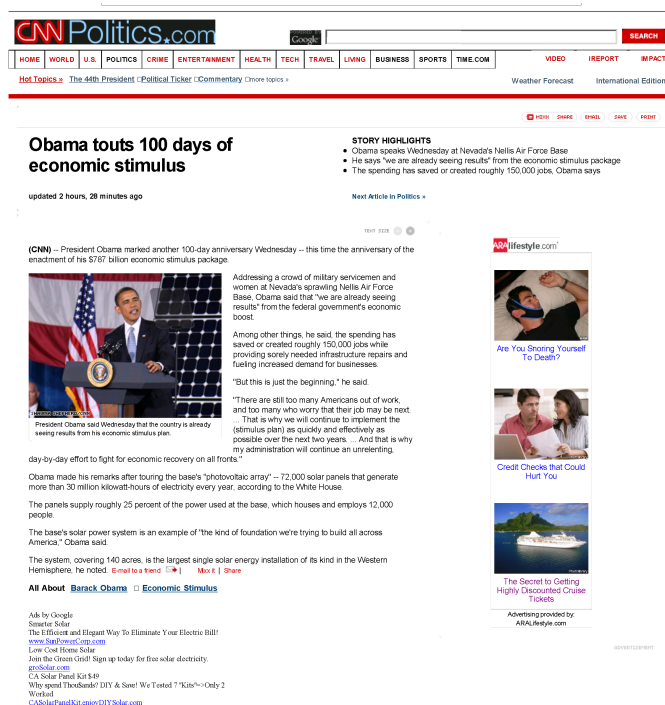 CNNPolitics.com
POWERED BY
Google
SEARCH
HOME WORLD U.S. POLITICS CRIME ENTERTAINMENT HEALTH TECH TRAVEL LIVING BUSINESS SPORTS TIME.COM VIDEO IREPORT IMPACT
Hot Topics » The 44th President □Political Ticker □Commentary □more topics » Weather Forecast International Edition
MIXX SHARE EMAIL SAVE PRINT
Obama touts 100 days of
economic stimulus
updated 2 hours, 28 minutes ago
STORY HIGHLIGHTS
• Obama speaks Wednesday at Nevada's Nellis Air Force Base
• He says "we are already seeing results" from the economic stimulus package
• The spending has saved or created roughly 150,000 jobs, Obama says
Next Article in Politics »
TEXT SIZE
(CNN) -- President Obama marked another 100-day anniversary Wednesday -- this time the anniversary of the
enactment of his $787 billion economic stimulus package.
Addressing a crowd of military servicemen and
women at Nevada's sprawling Nellis Air Force
Base, Obama said that "we are already seeing
results" from the federal government's economic
boost.
Among other things, he said, the spending has
saved or created roughly 150,000 jobs while
providing sorely needed infrastructure repairs and
fueling increased demand for businesses.
"But this is just the beginning," he said.
"There are still too many Americans out of work,
and too many who worry that their job may be next.
... That is why we will continue to implement the
(stimulus plan) as quickly and effectively as
possible over the next two years. ... And that is why
my administration will continue an unrelenting,
day-by-day effort to fight for economic recovery on all fronts."
President Obama said Wednesday that the country is already
seeing results from his economic stimulus plan.
Obama made his remarks after touring the base's "photovoltaic array" -- 72,000 solar panels that generate
more than 30 million kilowatt-hours of electricity every year, according to the White House.
The panels supply roughly 25 percent of the power used at the base, which houses and employs 12,000
people.
The base's solar power system is an example of "the kind of foundation we're trying to build all across
America," Obama said.
The system, covering 140 acres, is the largest single solar energy installation of its kind in the Western
Hemisphere, he noted. E-mail to a friend | Mixx it | Share
All About Barack Obama □ Economic Stimulus
Ads by Google
Smarter Solar
The Efficient and Elegant Way To Eliminate Your Electric Bill!
www.SunPowerCorp.com
Low Cost Home Solar
Join the Green Grid! Sign up today for free solar electricity.
groSolar.com
CA Solar Panel Kit $49
Why spend Thou$ands? DIY & Save! We Tested 7 "Kits"=>Only 2
Worked
CASolarPanelKit.enjoyDIYSolar.com
ARAlifestyle.com
Are You Snoring Yourself
To Death?
Credit Checks that Could
Hurt You
The Secret to Getting
Highly Discounted Cruise
Tickets
Advertising provided by:
ARALifestyle.com
ADVERTISEMENT